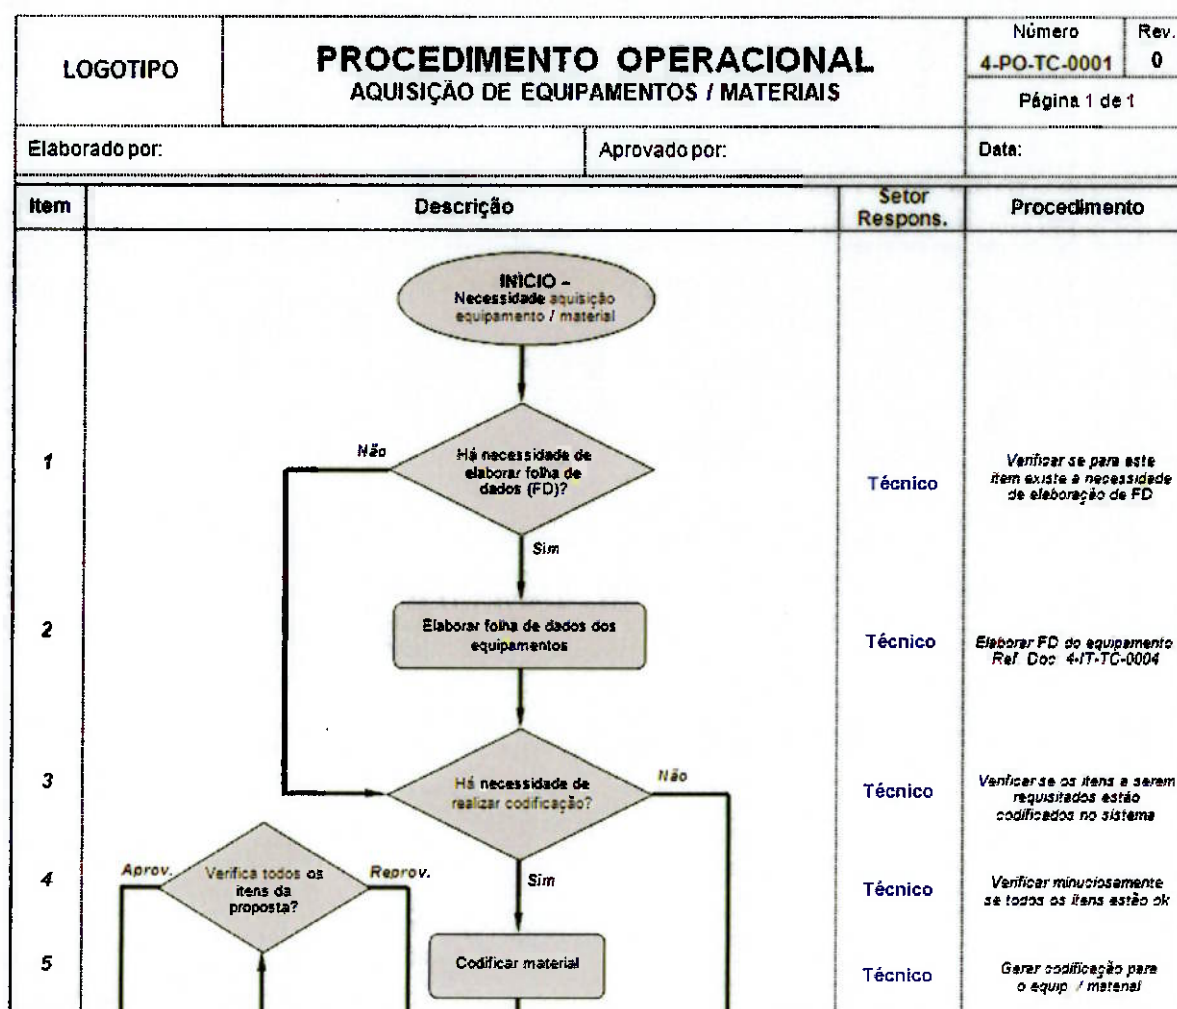 LOGOTIPO
PROCEDIMENTO OPERACIONAL
AQUISIÇÃO DE EQUIPAMENTOS / MATERIAIS
Número
4-PO-TC-0001
Rev.
0
Página 1 de 1
Elaborado por:
Aprovado por:
Data:
Item
Descrição
Setor
Respons.
Procedimento
INÍCIO –
Necessidade aquisição
equipamento / material
1
Não
Há necessidade de
elaborar folha de
dados (FD)?
Sim
Técnico
Verificar se para este
item existe a necessidade
de elaboração de FD
2
Elaborar folha de dados dos
equipamentos
Técnico
Elaborar FD do equipamento
Ref. Doc. 4-IT-TC-0004
3
Há necessidade de
realizar codificação?
Não
Técnico
Verificar se os itens a serem
requisitados estão
codificados no sistema
4
Aprov.
Verifica todos os
itens da
proposta?
Reprov.
Sim
Técnico
Verificar minuciosamente
se todos os itens estão ok
5
Codificar material
Técnico
Gerar codificação para
o equip. / material